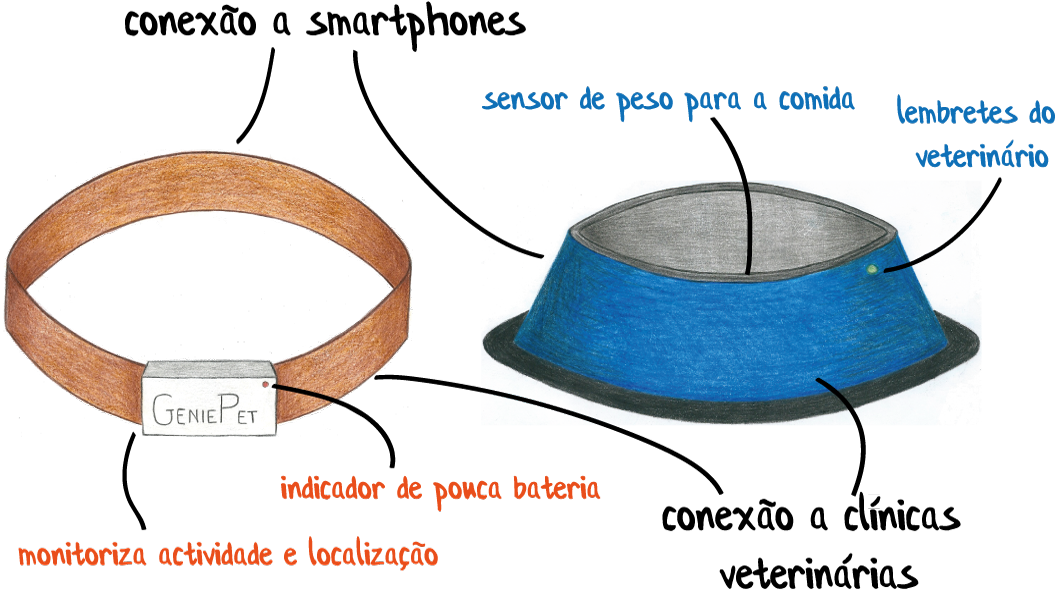 conexão a smartphones
sensor de peso para a comida
lembretes do
veterinário
GENIEPET
indicador de pouca bateria
monitoriza actividade e localização
conexão a clínicas
veterinárias